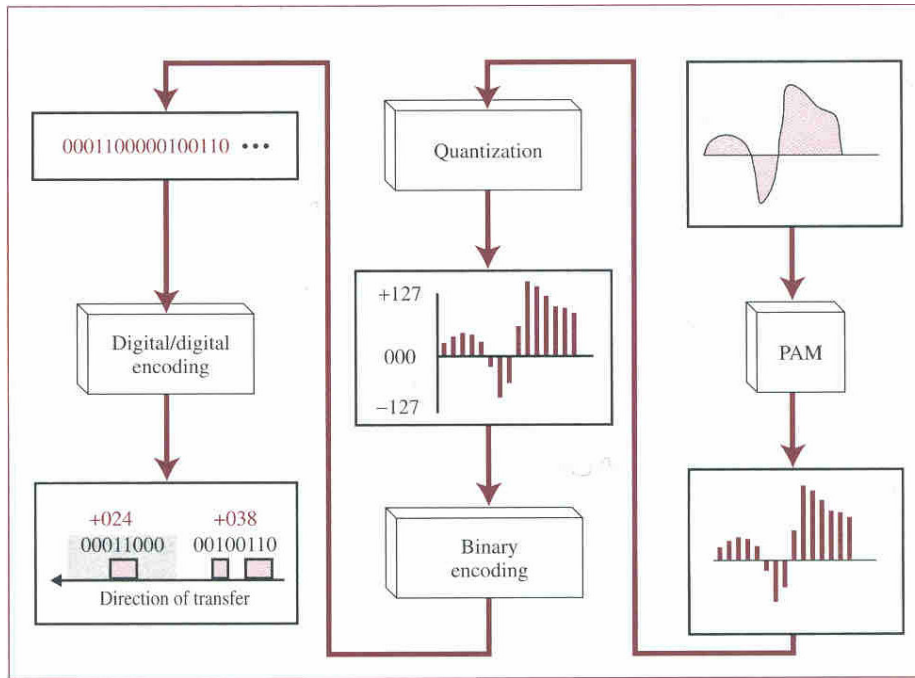 0001100000100110 •••
Digital/digital
encoding
+024 +038
00011000 00100110
Direction of transfer
Quantization
+127
000
−127
Binary
encoding
PAM